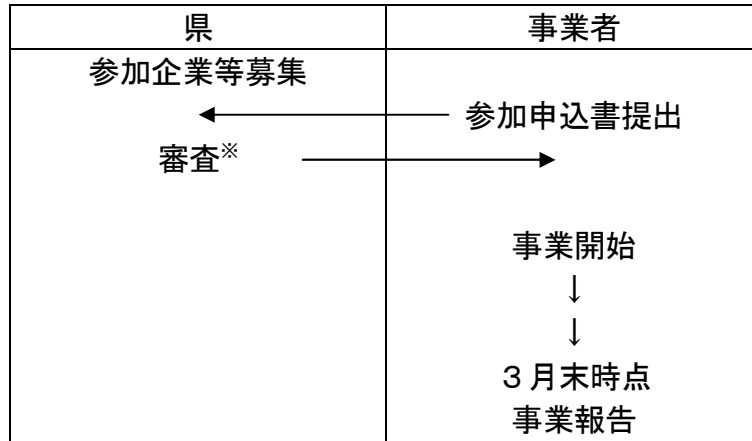 県 事業者
参加企業等募集
← 参加申込書提出
審査※ →
事業開始
↓
↓
３月末時点
事業報告